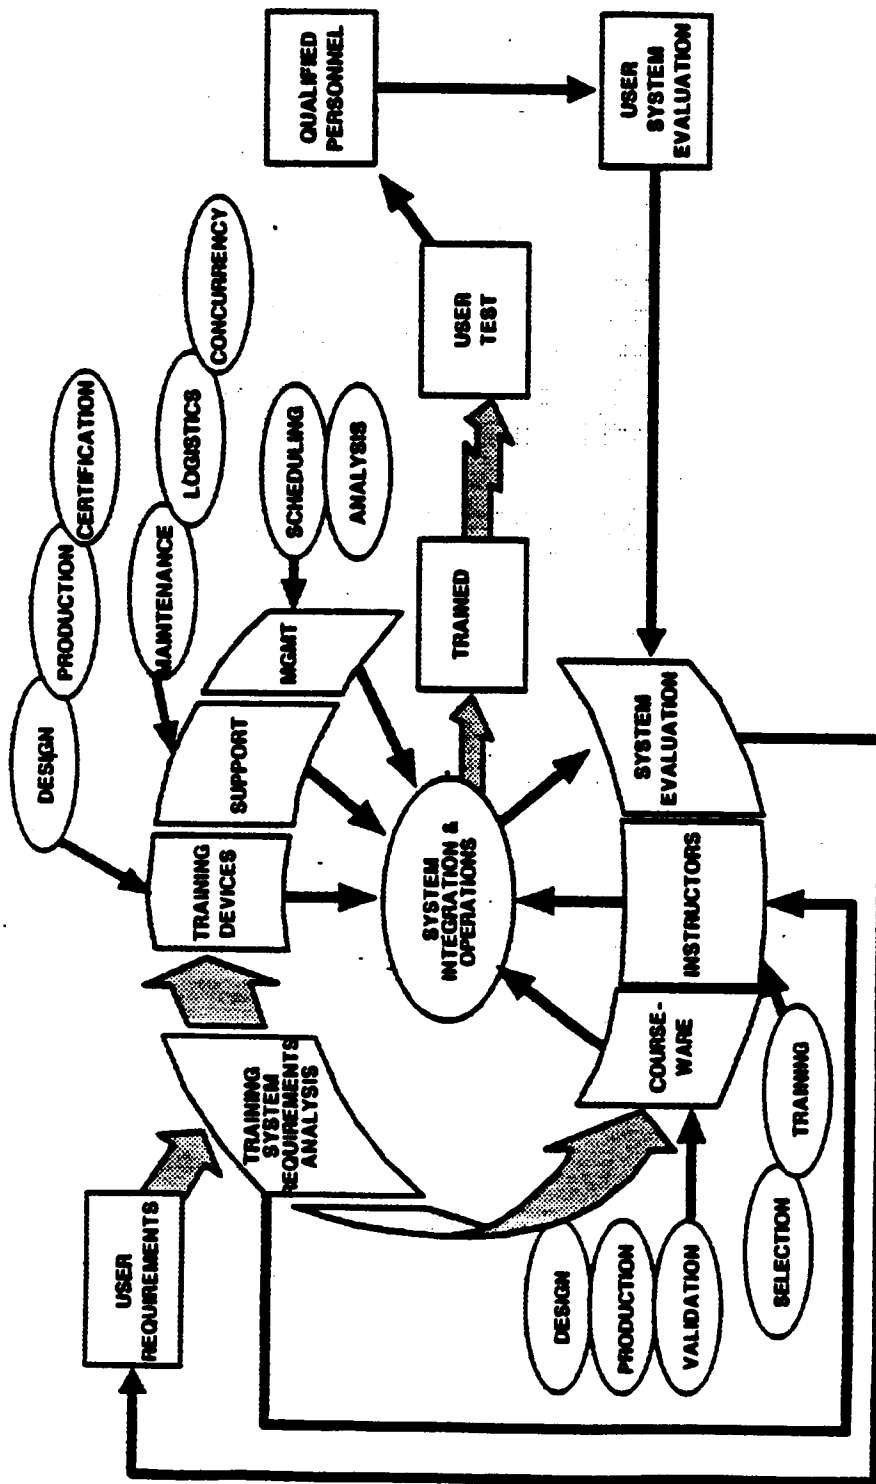 USER
REQUIREMENTS
TRAINING
SYSTEM
REQUIREMENTS
ANALYSIS
DESIGN
PRODUCTION
CERTIFICATION
TRAINING
DEVICES
MAINTENANCE
LOGISTICS
CONCURRENCY
SUPPORT
SCHEDULING
ANALYSIS
MGMT
SYSTEM
INTEGRATION &
OPERATIONS
TRAINED
USER
TEST
QUALIFIED
PERSONNEL
USER
SYSTEM
EVALUATION
DESIGN
PRODUCTION
VALIDATION
COURSE-
WARE
INSTRUCTORS
SYSTEM
EVALUATION
SELECTION
TRAINING